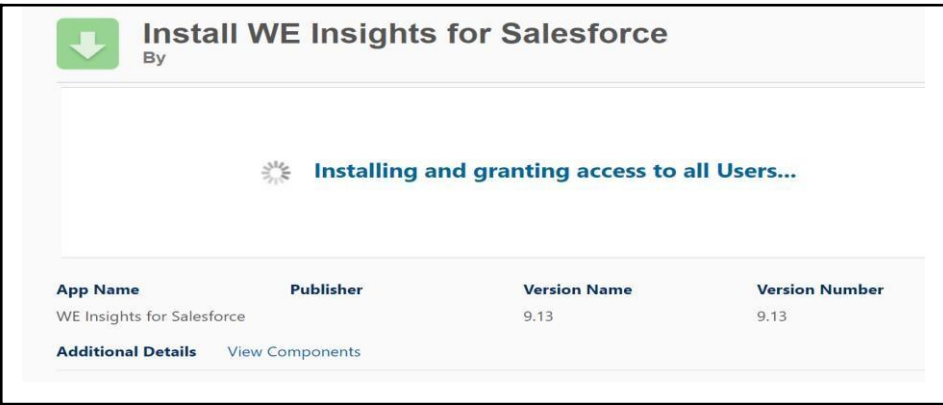 Install WE Insights for Salesforce
By
Installing and granting access to all Users...
App Name Publisher Version Name Version Number
WE Insights for Salesforce 9.13 9.13
Additional Details View Components